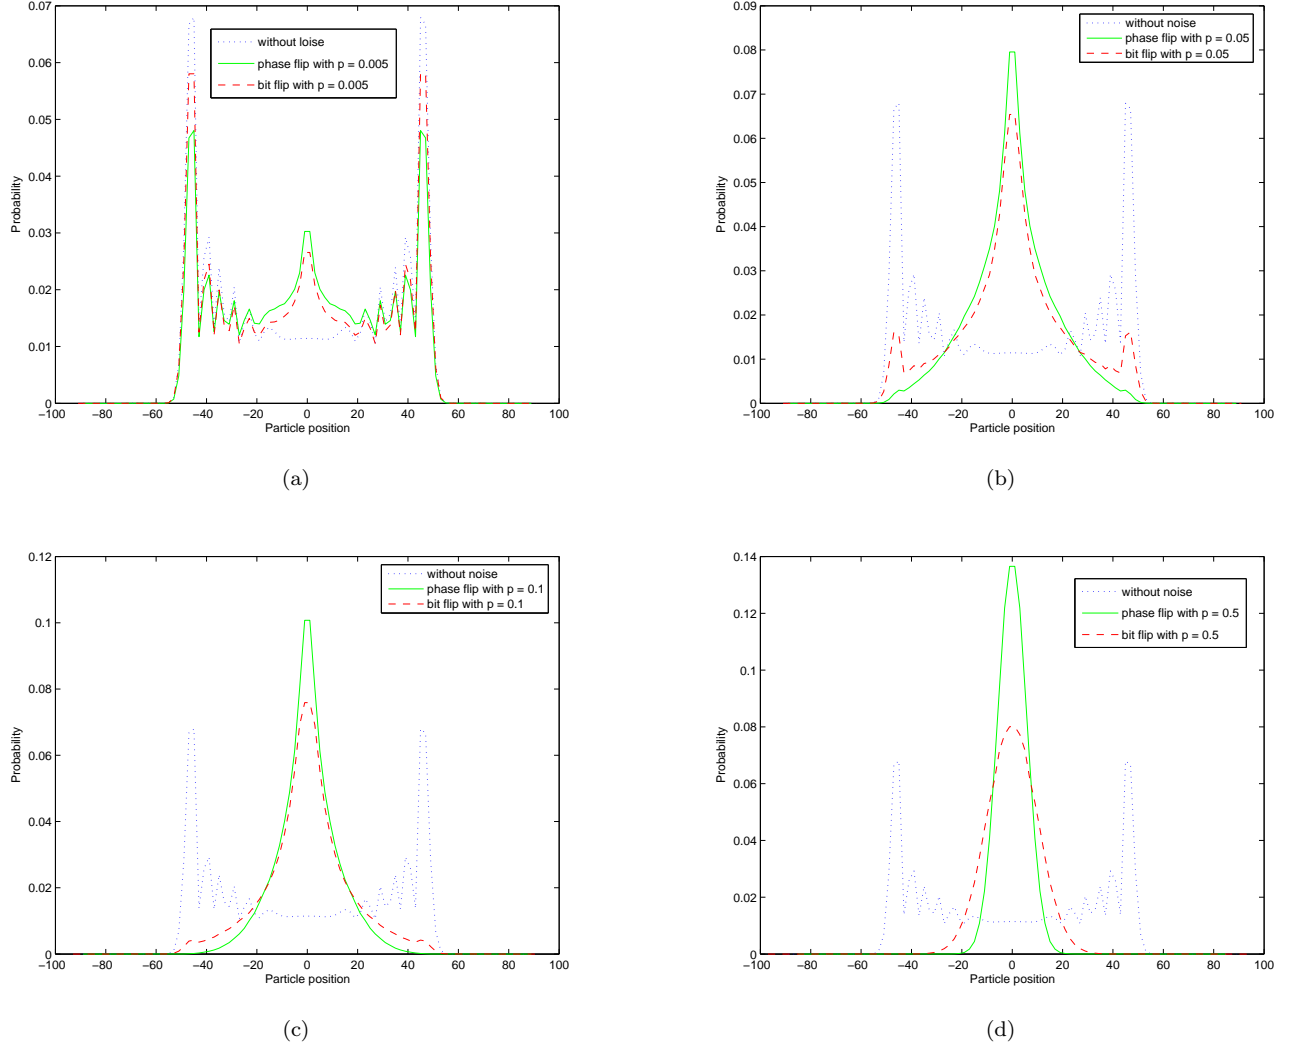 0.07
0.06
0.05
0.04
0.03
0.02
0.01
0
Probability
without loise
phase flip with p = 0.005
bit flip with p = 0.005
−100 −80 −60 −40 −20 0 20 40 60 80 100
Particle position
(a)
0.09
0.08
0.07
0.06
0.05
0.04
0.03
0.02
0.01
0
Probability
without noise
phase flip with p = 0.05
bit flip with p = 0.05
−100 −80 −60 −40 −20 0 20 40 60 80 100
Particle position
(b)
0.12
0.1
0.08
0.06
0.04
0.02
0
Probability
without noise
phase flip with p = 0.1
bit flip with p = 0.1
−100 −80 −60 −40 −20 0 20 40 60 80 100
Particle position
(c)
0.14
0.12
0.1
0.08
0.06
0.04
0.02
0
Probability
without noise
phase flip with p = 0.5
bit flip with p = 0.5
−100 −80 −60 −40 −20 0 20 40 60 80 100
Particle position
(d)